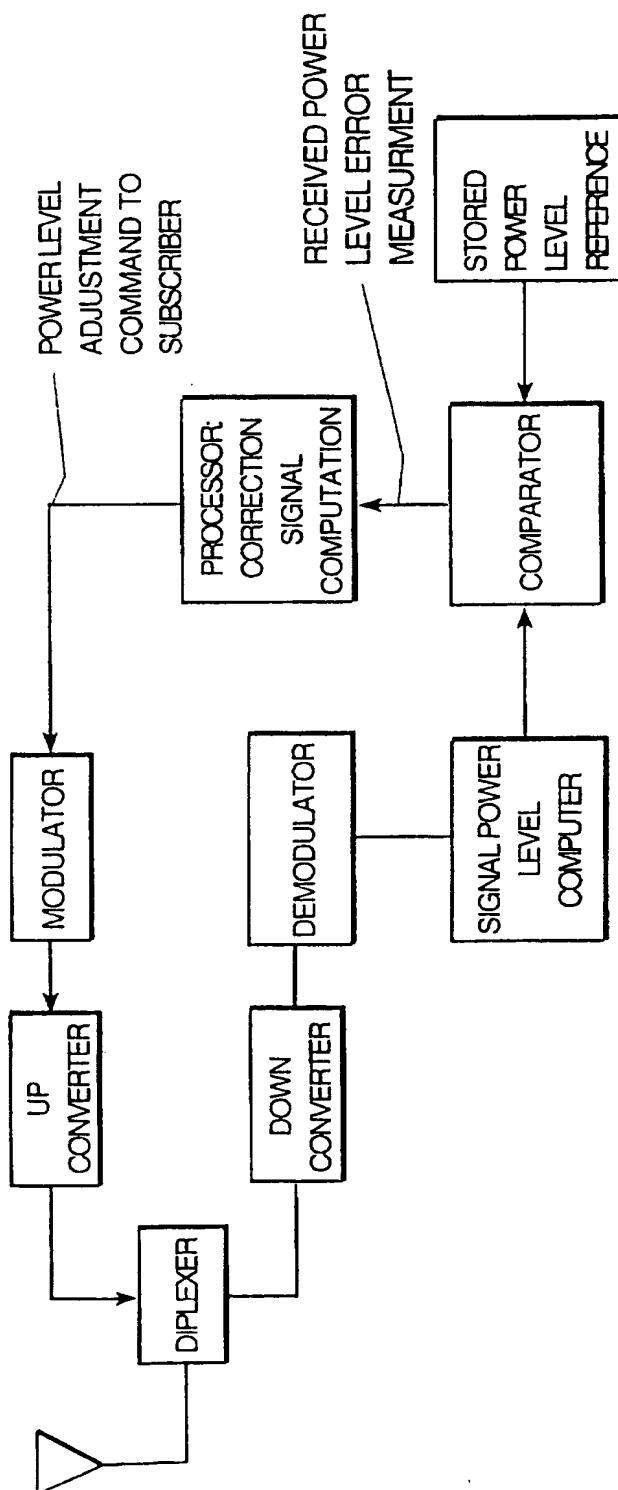 POWER LEVEL
ADJUSTMENT
COMMAND TO
SUBSCRIBER
UP
CONVERTER
MODULATOR
PROCESSOR:
CORRECTION
SIGNAL
COMPUTATION
RECEIVED POWER
LEVEL ERROR
MEASURMENT
DIPLEXER
DOWN
CONVERTER
DEMODULATOR
SIGNAL POWER
LEVEL
COMPUTER
COMPARATOR
STORED
POWER
LEVEL
REFERENCE